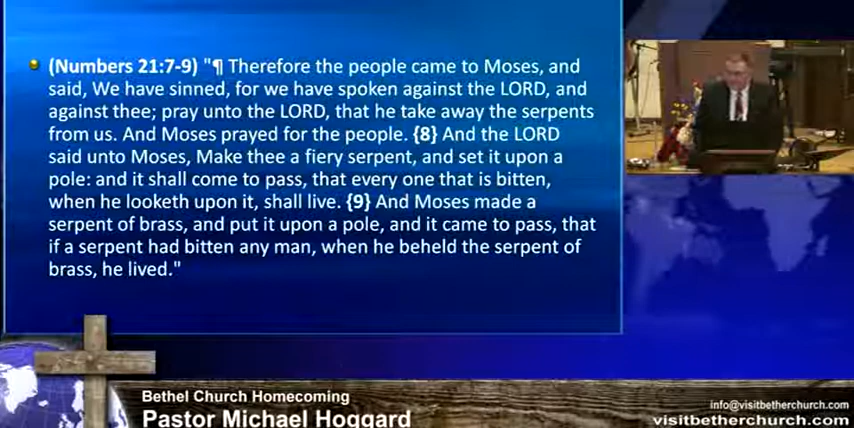 (Numbers 21:7-9) "¶ Therefore the people came to Moses, and
said, We have sinned, for we have spoken against the LORD, and
against thee; pray unto the LORD, that he take away the serpents
from us. And Moses prayed for the people. {8} And the LORD
said unto Moses, Make thee a fiery serpent, and set it upon a
pole: and it shall come to pass, that every one that is bitten,
when he looketh upon it, shall live. {9} And Moses made a
serpent of brass, and put it upon a pole, and it came to pass, that
if a serpent had bitten any man, when he beheld the serpent of
brass, he lived."
Bethel Church Homecoming
Pastor Michael Hoggard
info@visitbetherchurch.com
visitbetherchurch.com